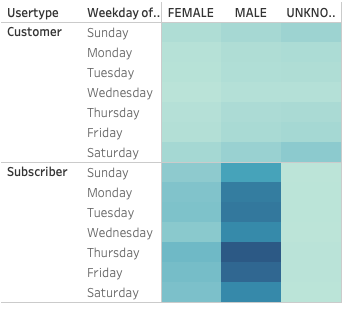 Usertype Weekday of.. FEMALE MALE UNKNO..
Customer Sunday
Monday
Tuesday
Wednesday
Thursday
Friday
Saturday
Subscriber Sunday
Monday
Tuesday
Wednesday
Thursday
Friday
Saturday